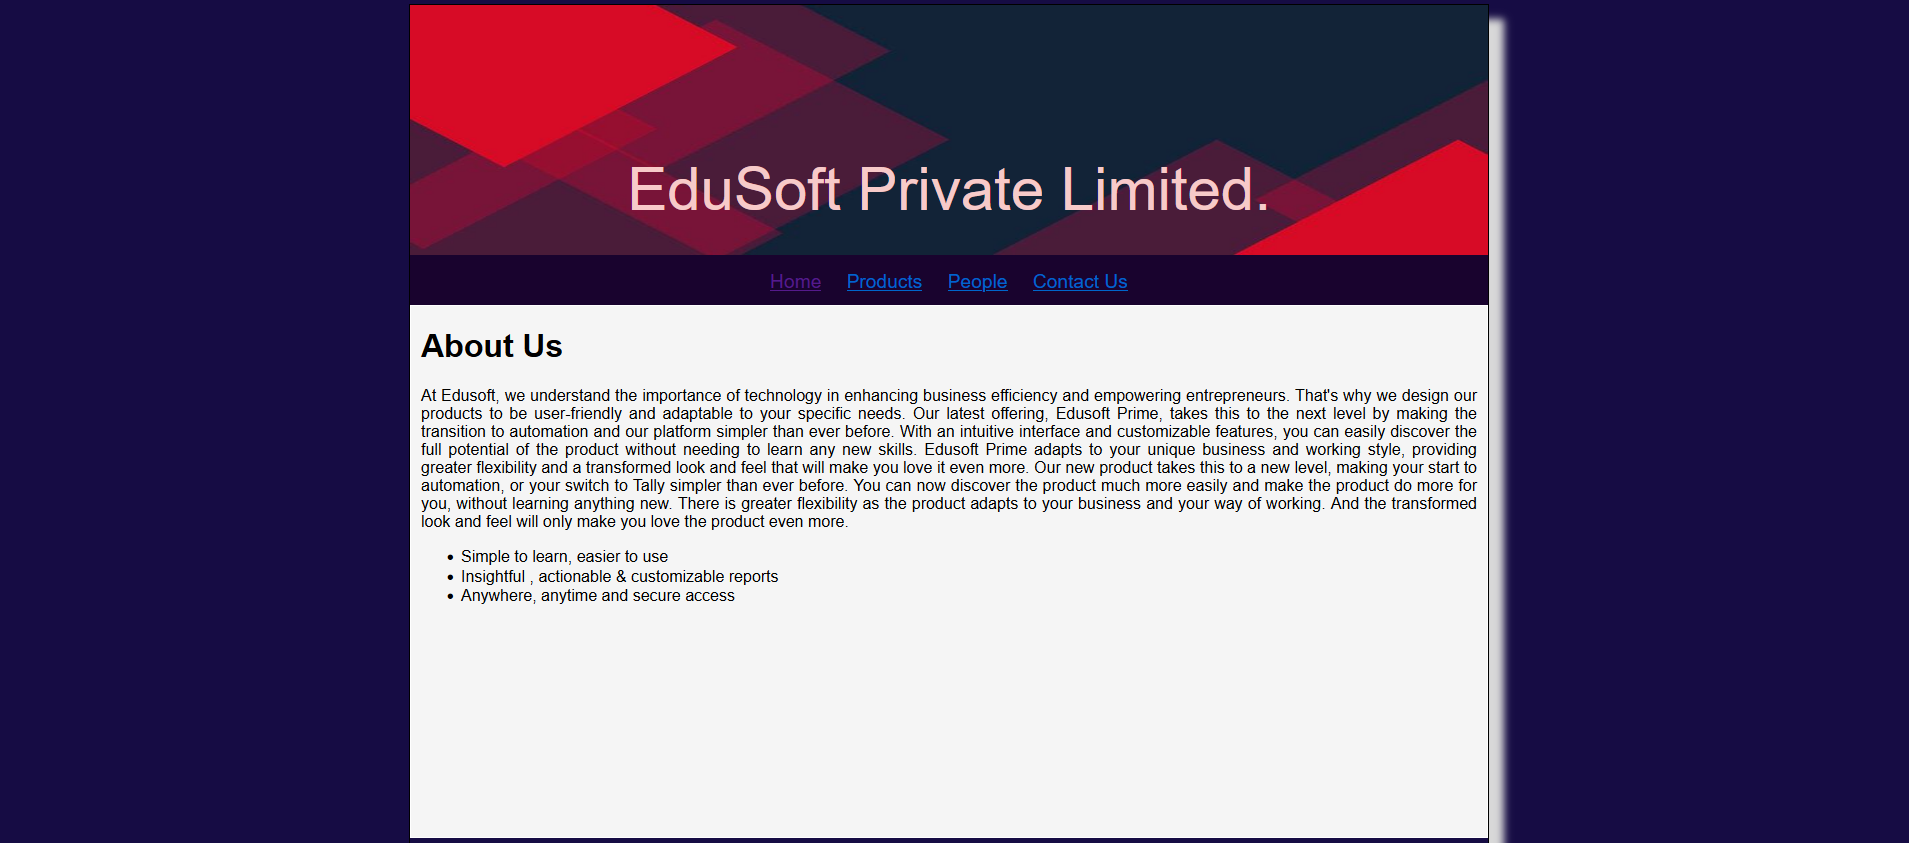 EduSoft Private Limited.
Home Products People Contact Us
About Us
At Edusoft, we understand the importance of technology in enhancing business efficiency and empowering entrepreneurs. That's why we design our
products to be user-friendly and adaptable to your specific needs. Our latest offering, Edusoft Prime, takes this to the next level by making the
transition to automation and our platform simpler than ever before. With an intuitive interface and customizable features, you can easily discover the
full potential of the product without needing to learn any new skills. Edusoft Prime adapts to your unique business and working style, providing
greater flexibility and a transformed look and feel that will make you love it even more. Our new product takes this to a new level, making your start to
automation, or your switch to Tally simpler than ever before. You can now discover the product much more easily and make the product do more for
you, without learning anything new. There is greater flexibility as the product adapts to your business and your way of working. And the transformed
look and feel will only make you love the product even more.
• Simple to learn, easier to use
• Insightful , actionable & customizable reports
• Anywhere, anytime and secure access